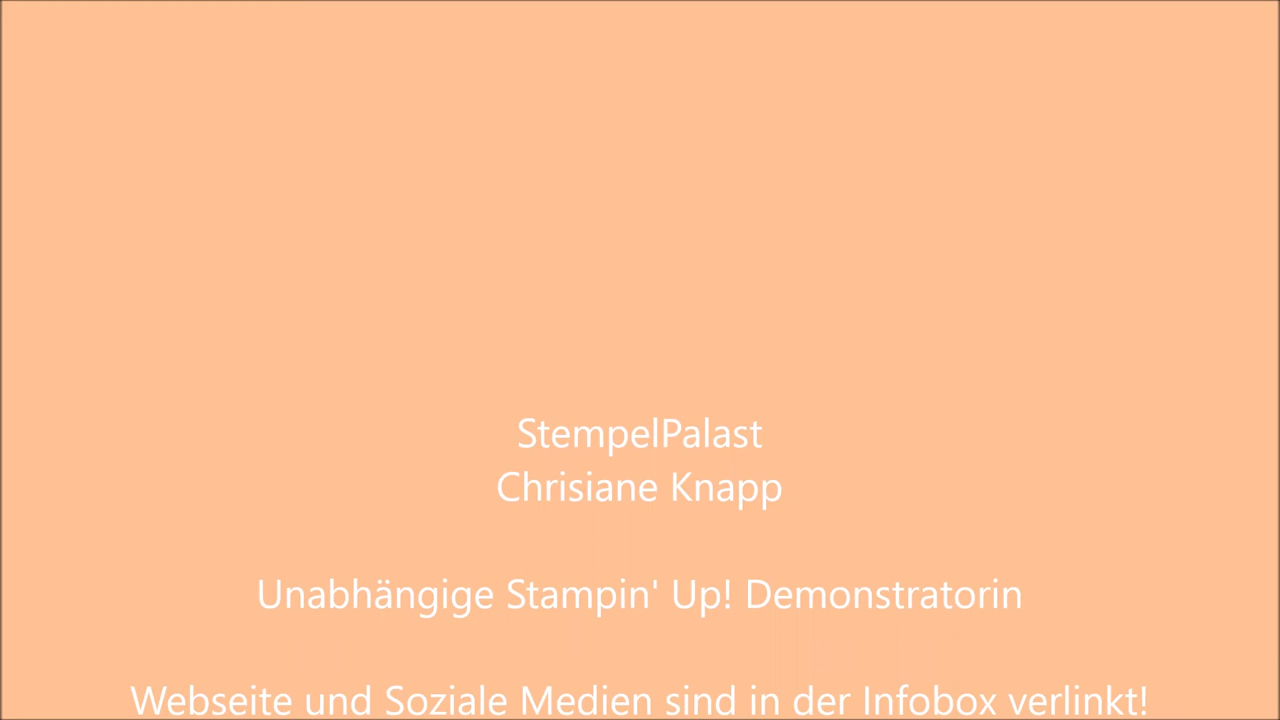 StempelPalast
Chrisiane Knapp
Unabhängige Stampin' Up! Demonstratorin
Webseite und Soziale Medien sind in der Infobox verlinkt!